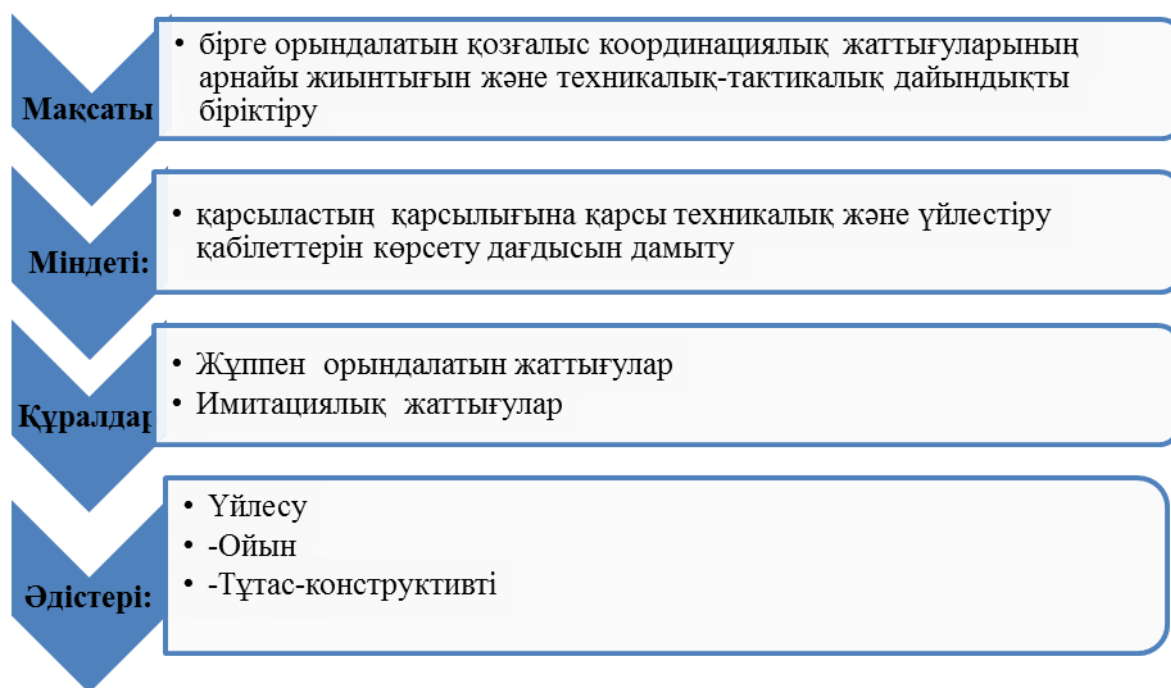 Мақсаты
• бірге орындалатын қозғалыс координациялық жаттығуларының
арнайы жиынтығын және техникалық-тактикалық дайындықты
біріктіру
Міндеті:
• қарсыластың қарсылығына қарсы техникалық және үйлестіру
қабілеттерін көрсету дағдысын дамыту
Құралдар
• Жұппен орындалатын жаттығулар
• Имитациялық жаттығулар
Әдістері:
• Үйлесу
• -Ойын
• -Тұтас-конструктивті